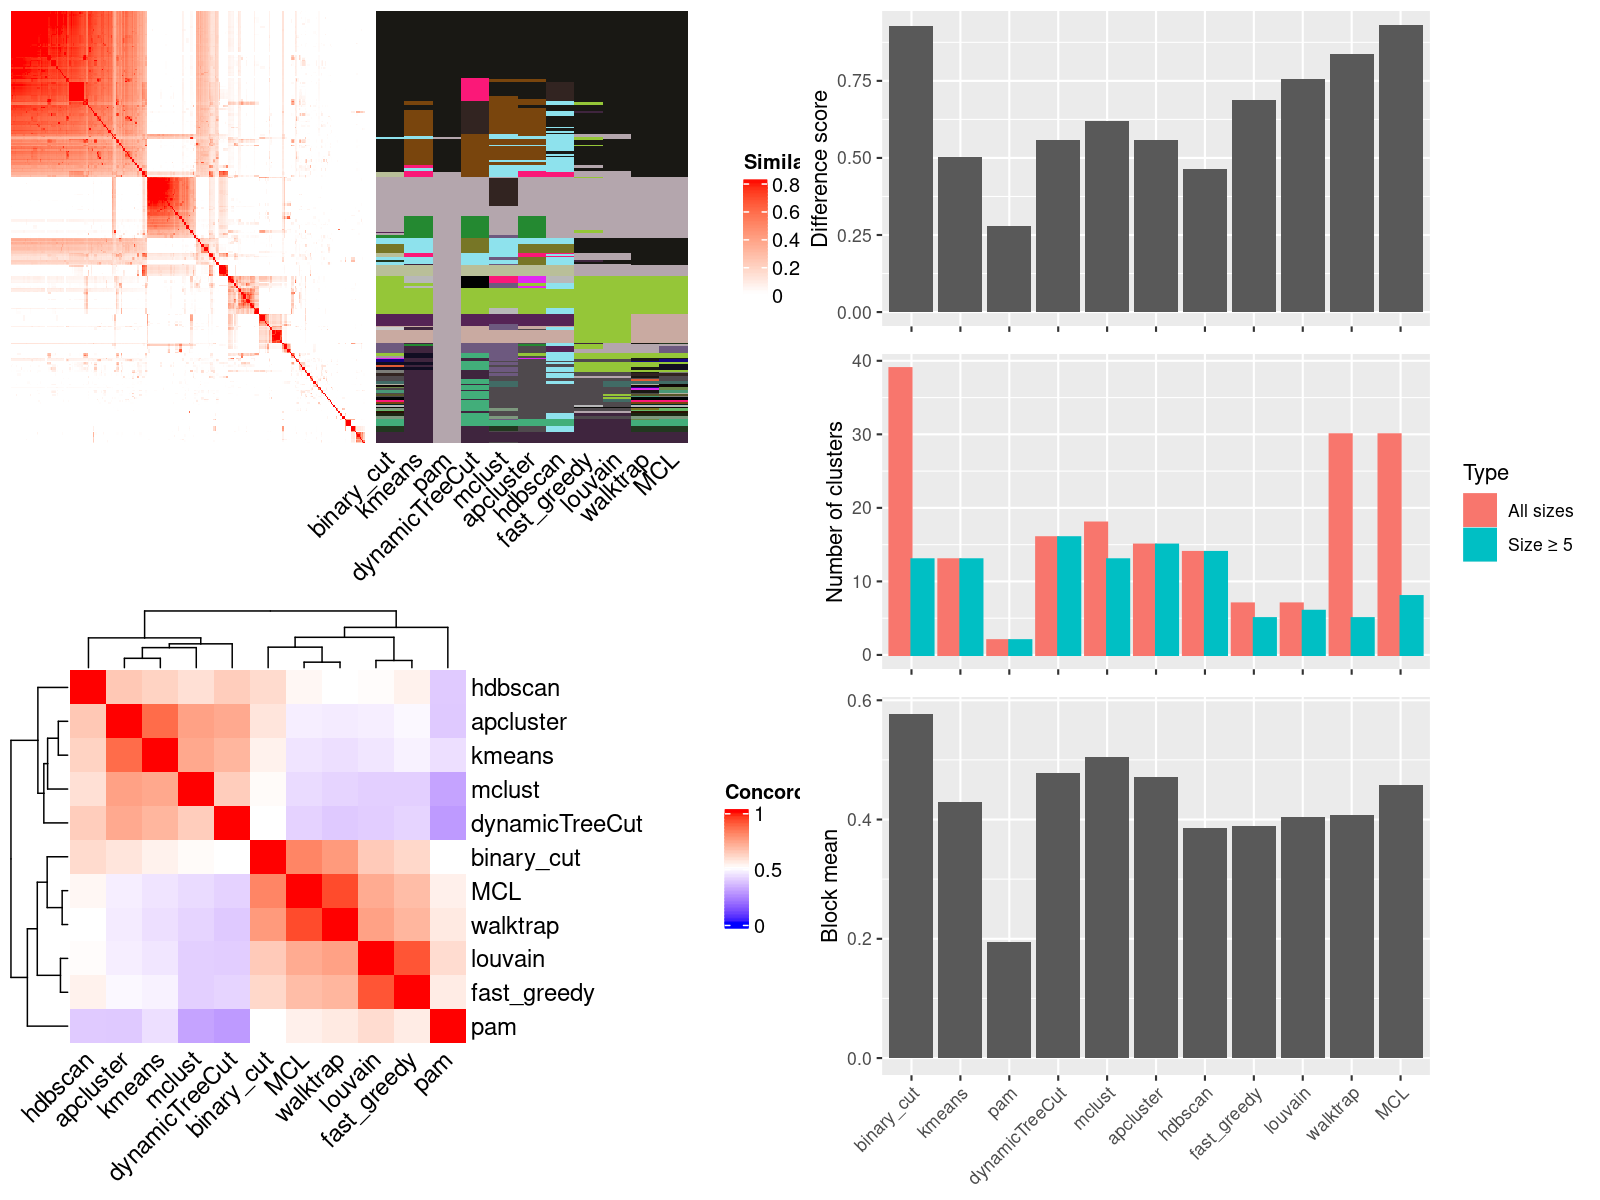 Simila
0.8
0.6
0.4
0.2
0
binary_cut
kmeans
pam
dynamicTreeCut
mclust
apcluster
hdbscan
fast_greedy
louvain
walktrap
MCL
Difference score
0.75
0.50
0.25
0.00
Number of clusters
40
30
20
10
0
Type
All sizes
Size ≥ 5
Block mean
0.6
0.4
0.2
0.0
binary_cut
kmeans
pam
dynamicTreeCut
mclust
apcluster
hdbscan
fast_greedy
louvain
walktrap
MCL
hdbscan
apcluster
kmeans
mclust
dynamicTreeCut
binary_cut
MCL
walktrap
louvain
fast_greedy
pam
hdbscan
apcluster
kmeans
mclust
dynamicTreeCut
binary_cut
MCL
walktrap
louvain
fast_greedy
pam
Concord
1
0.5
0